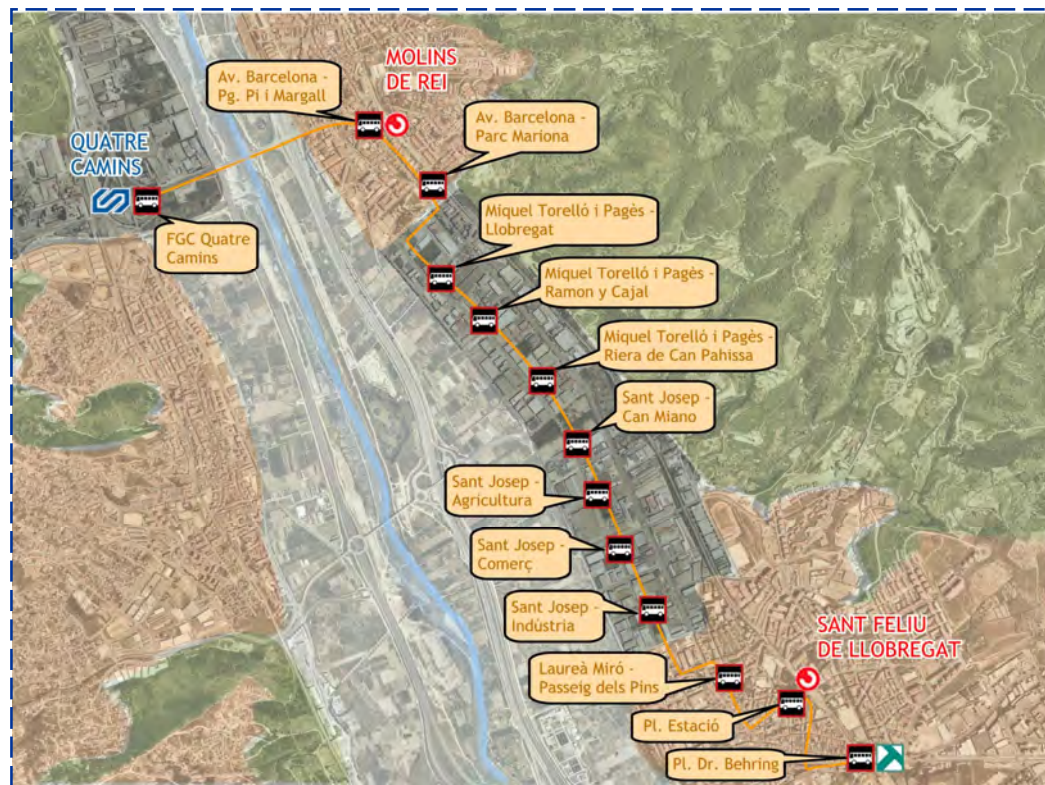 MOLINS
DE REI
Av. Barcelona -
Pg. Pi i Margall
Av. Barcelona -
Parc Mariona
QUATRE
CAMINS
Miquel Torelló i Pagès -
Llobregat
FGC Quatre
Camins
Miquel Torelló i Pagès -
Ramon y Cajal
Miquel Torelló i Pagès -
Riera de Can Pahissa
Sant Josep -
Can Miano
Sant Josep -
Agricultura
Sant Josep -
Comerç
Sant Josep -
Indústria
SANT FELIU
DE LLOBREGAT
Laureà Miró -
Passeig dels Pins
Pl. Estació
Pl. Dr. Behring